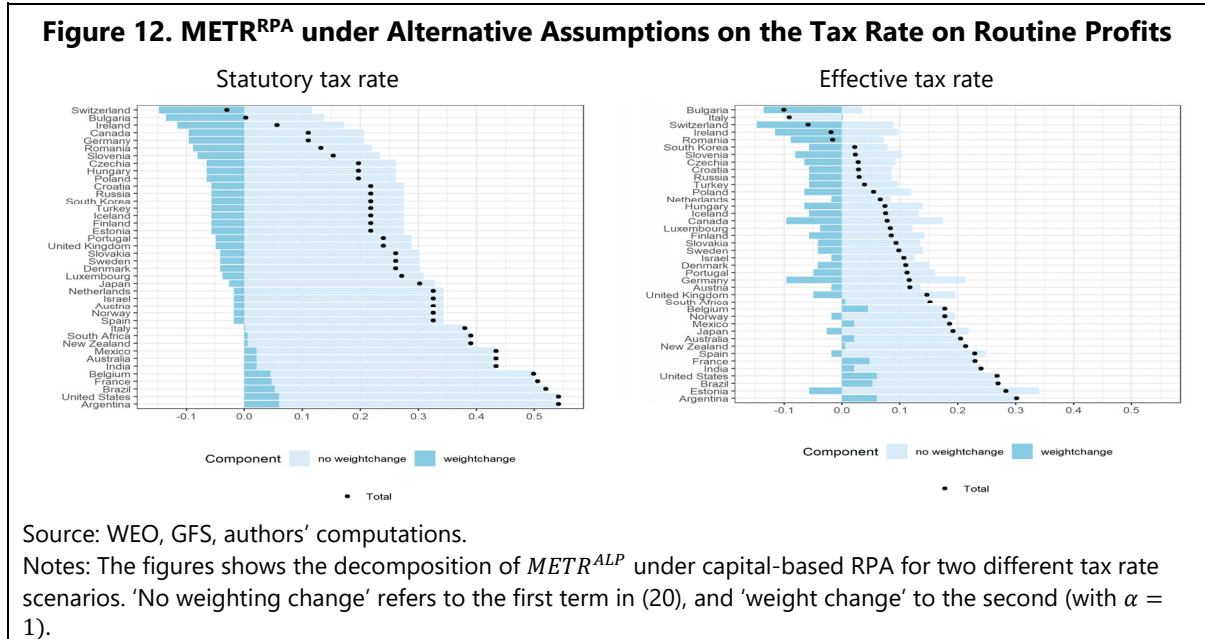 Figure 12. METRᴿᴾᴬ under Alternative Assumptions on the Tax Rate on Routine Profits
Statutory tax rate
Switzerland
Bulgaria
Ireland
Canada
Germany
Romania
Slovenia
Czechia
Hungary
Poland
Croatia
Russia
South Korea
Turkey
Iceland
Finland
Estonia
Portugal
United Kingdom
Slovakia
Sweden
Denmark
Luxembourg
Japan
Netherlands
Israel
Austria
Norway
Spain
Italy
South Africa
New Zealand
Mexico
Australia
India
Belgium
France
Brazil
United States
Argentina
-0.1 0.0 0.1 0.2 0.3 0.4 0.5
Component no weightchange weightchange
Total
Effective tax rate
Bulgaria
Italy
Switzerland
Ireland
Romania
South Korea
Slovenia
Czechia
Croatia
Russia
Turkey
Poland
Netherlands
Hungary
Iceland
Canada
Luxembourg
Finland
Slovakia
Sweden
Israel
Denmark
Portugal
Germany
Austria
United Kingdom
South Africa
Belgium
Norway
Mexico
Japan
Australia
New Zealand
Spain
France
India
United States
Brazil
Estonia
Argentina
-0.1 0.0 0.1 0.2 0.3 0.4 0.5
Component no weightchange weightchange
Total
Source: WEO, GFS, authors’ computations.
Notes: The figures shows the decomposition of METRᴬᴸᴾ under capital-based RPA for two different tax rate
scenarios. ‘No weighting change’ refers to the first term in (20), and ‘weight change’ to the second (with α =
1).